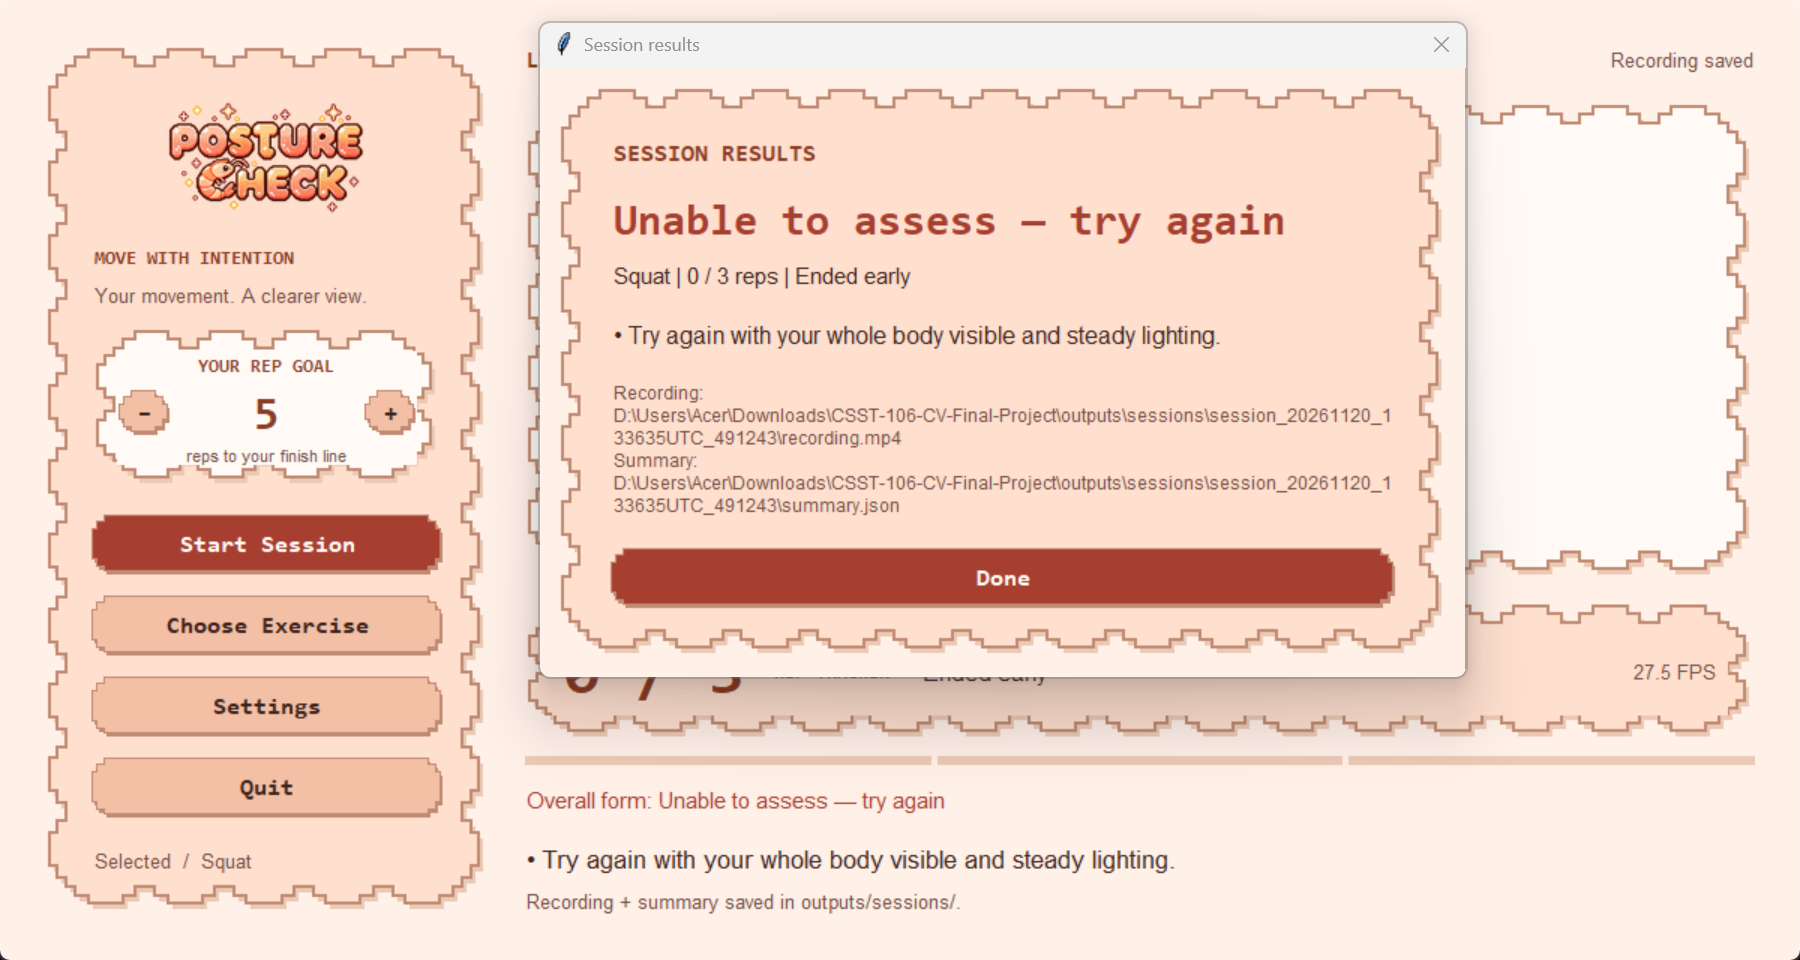 POSTURE
CHECK
MOVE WITH INTENTION
Your movement. A clearer view.
YOUR REP GOAL
- 5 +
reps to your finish line
Start Session
Choose Exercise
Settings
Quit
Selected / Squat
Recording saved
Session results
SESSION RESULTS
Unable to assess — try again
Squat | 0 / 3 reps | Ended early
• Try again with your whole body visible and steady lighting.
Recording:
D:\Users\Acer\Downloads\CSST-106-CV-Final-Project\outputs\sessions\session_20261120_1
33635UTC_491243\recording.mp4
Summary:
D:\Users\Acer\Downloads\CSST-106-CV-Final-Project\outputs\sessions\session_20261120_1
33635UTC_491243\summary.json
Done
Ended early
27.5 FPS
Overall form: Unable to assess — try again
• Try again with your whole body visible and steady lighting.
Recording + summary saved in outputs/sessions/.